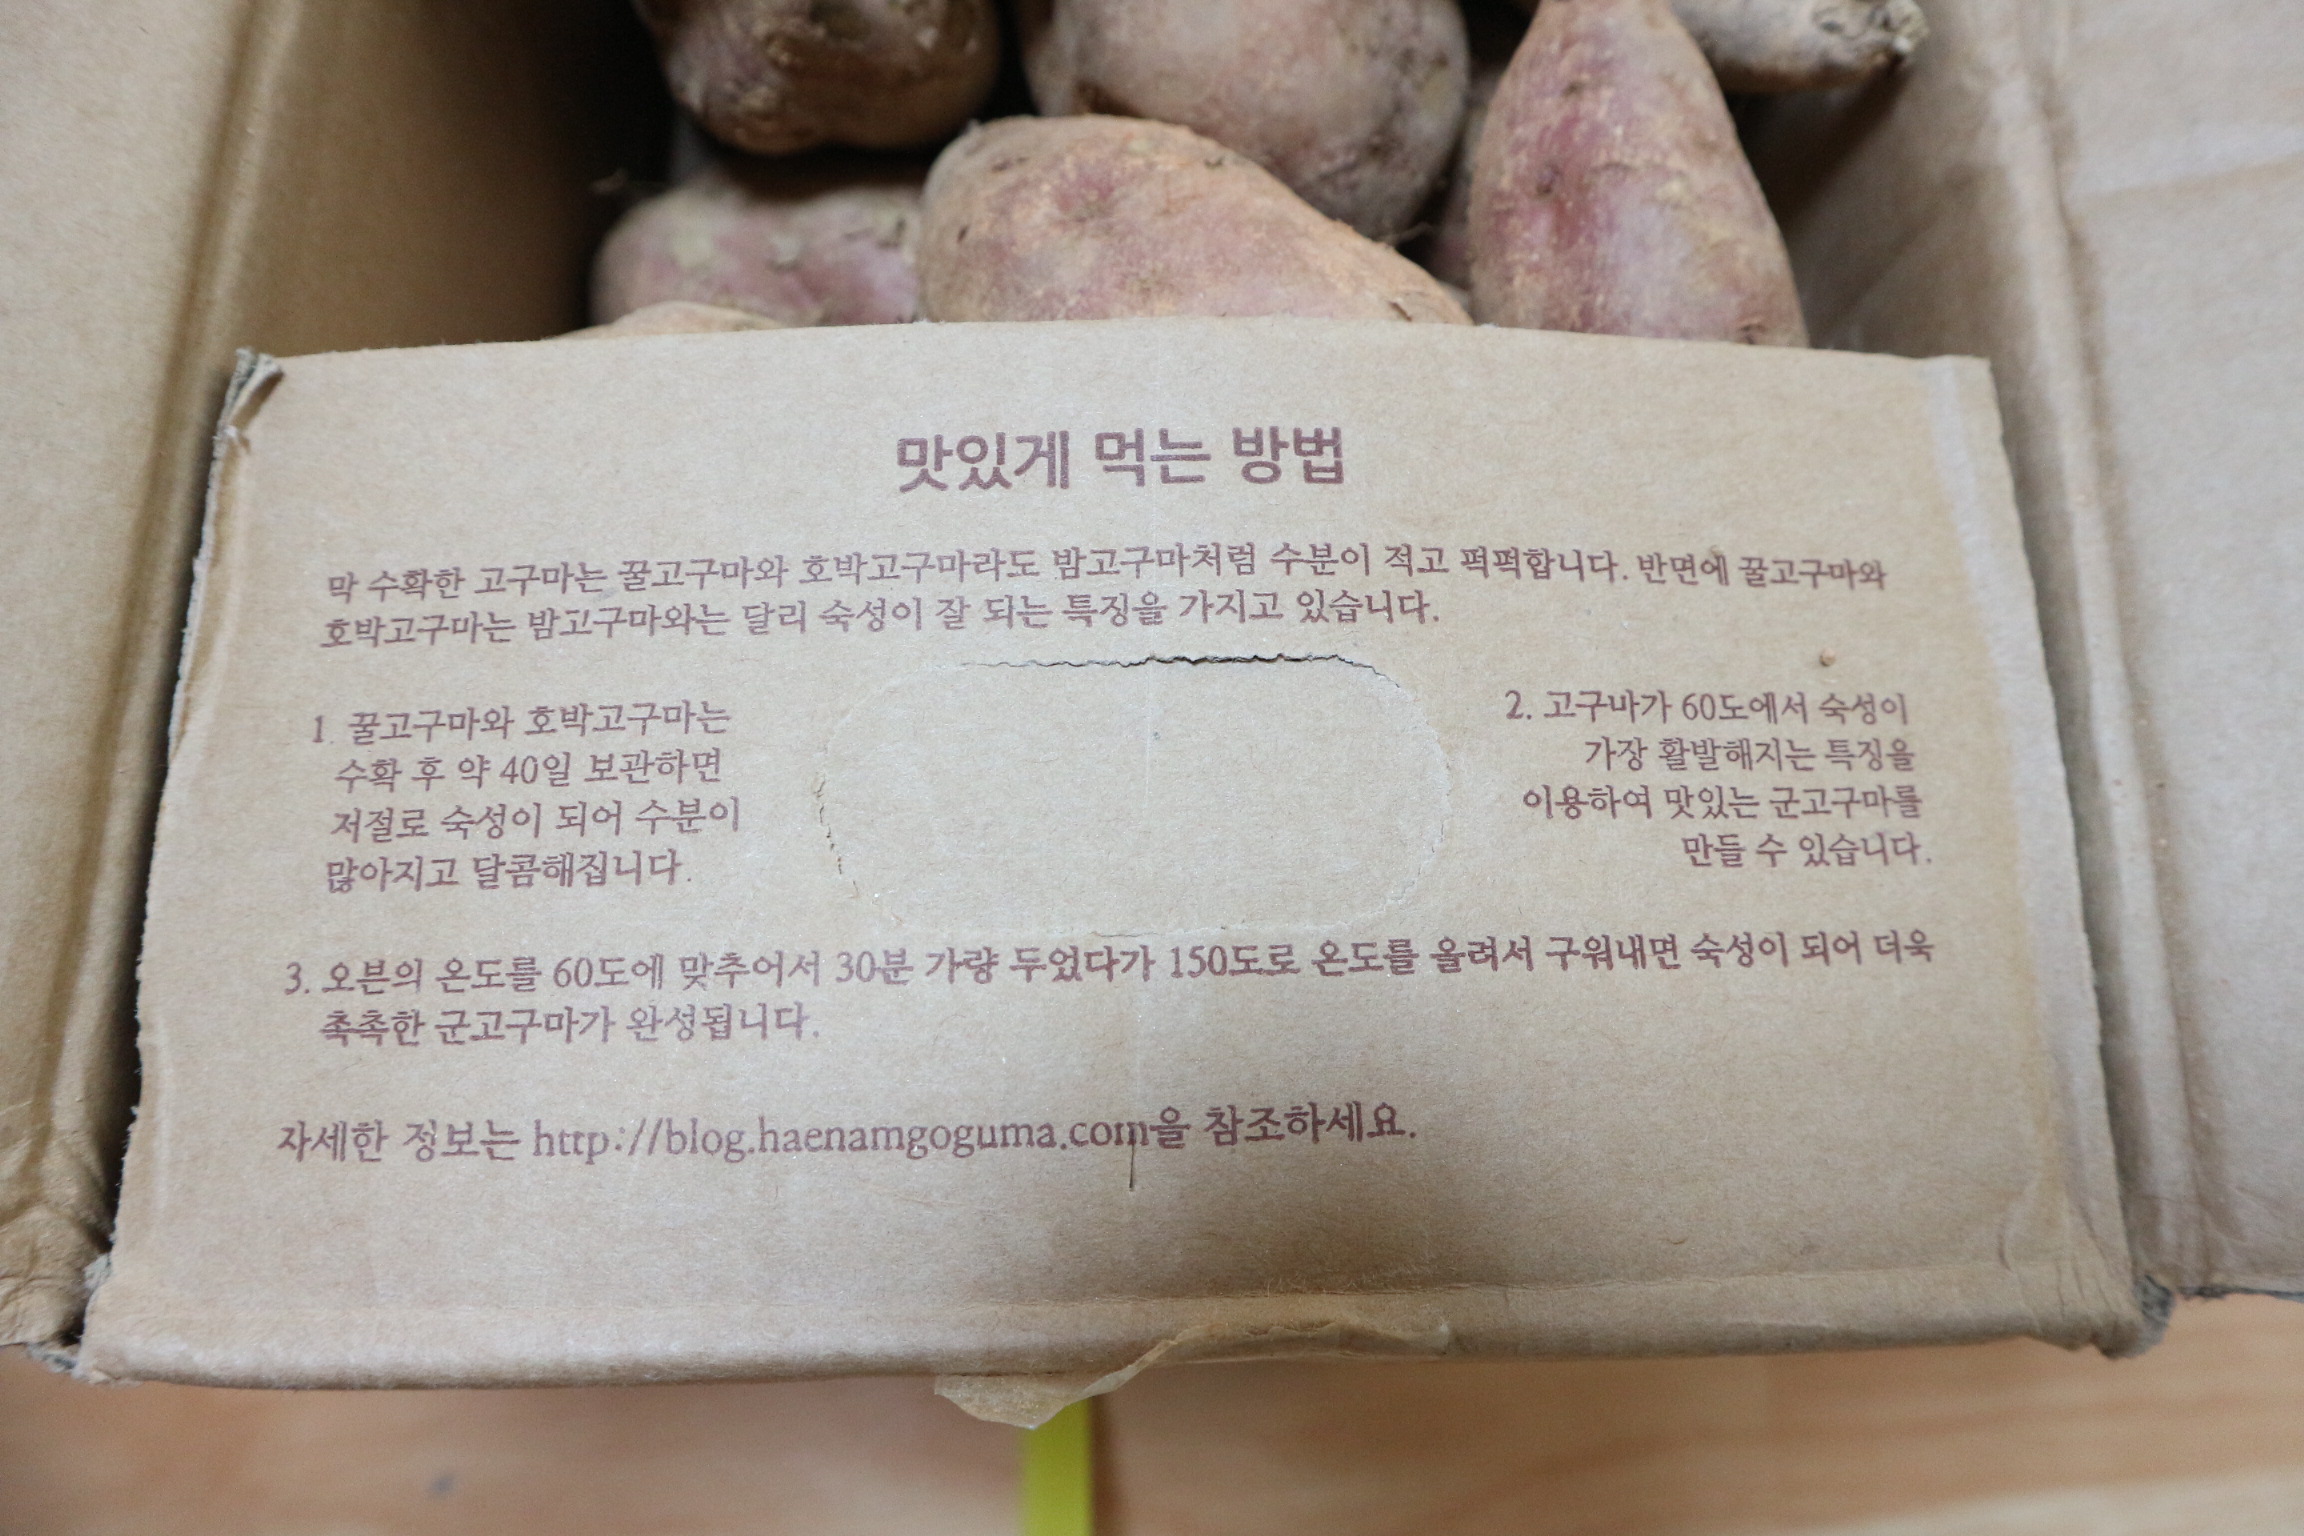 맛있게 먹는 방법
막 수확한 고구마는 꿀고구마와 호박고구마라도 밤고구마처럼 수분이 적고 퍽퍽합니다. 반면에 꿀고구마와
호박고구마는 밤고구마와는 달리 숙성이 잘 되는 특징을 가지고 있습니다.
1. 꿀고구마와 호박고구마는
수확 후 약 40일 보관하면
저절로 숙성이 되어 수분이
많아지고 달콤해집니다.
2. 고구마가 60도에서 숙성이
가장 활발해지는 특징을
이용하여 맛있는 군고구마를
만들 수 있습니다.
3. 오븐의 온도를 60도에 맞추어서 30분 가량 두었다가 150도로 온도를 올려서 구워내면 숙성이 되어 더욱
촉촉한 군고구마가 완성됩니다.
자세한 정보는 http://blog.haenamgoguma.com을 참조하세요.